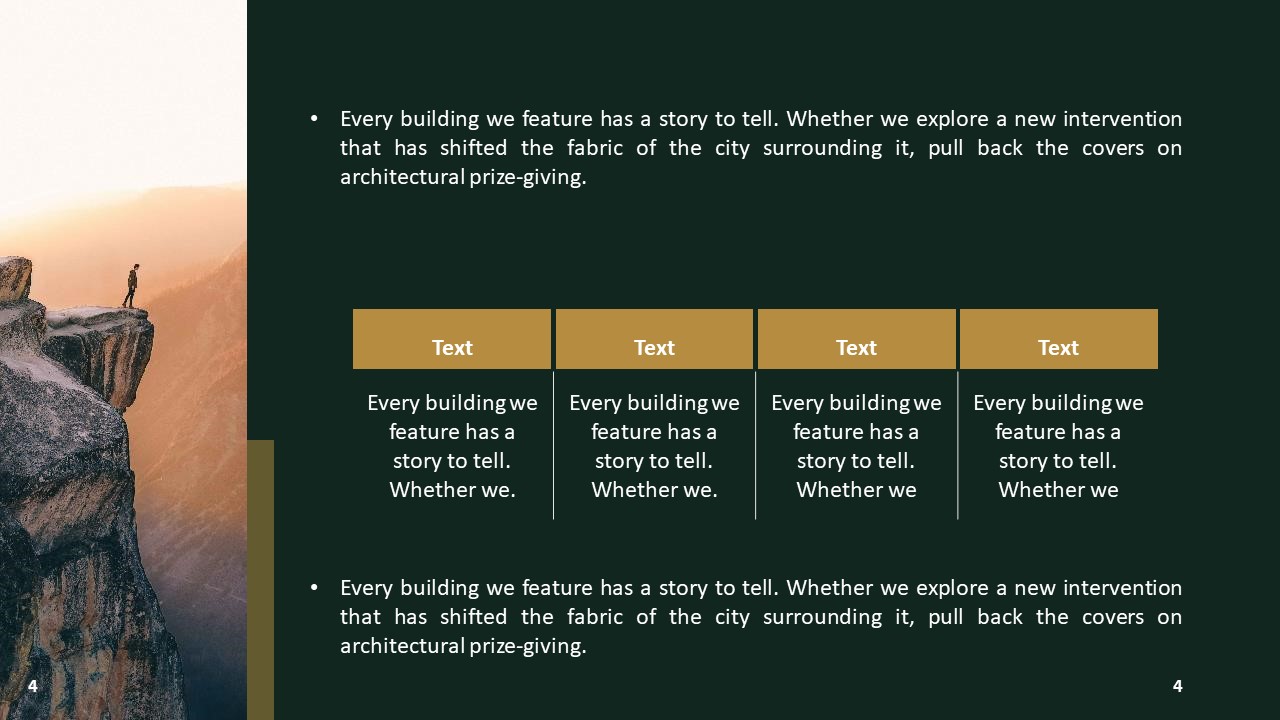 • Every building we feature has a story to tell. Whether we explore a new intervention
that has shifted the fabric of the city surrounding it, pull back the covers on
architectural prize-giving.
Text Text Text Text
Every building we Every building we Every building we Every building we
feature has a feature has a feature has a feature has a
story to tell. story to tell. story to tell. story to tell.
Whether we. Whether we. Whether we Whether we
• Every building we feature has a story to tell. Whether we explore a new intervention
that has shifted the fabric of the city surrounding it, pull back the covers on
architectural prize-giving.
4 4